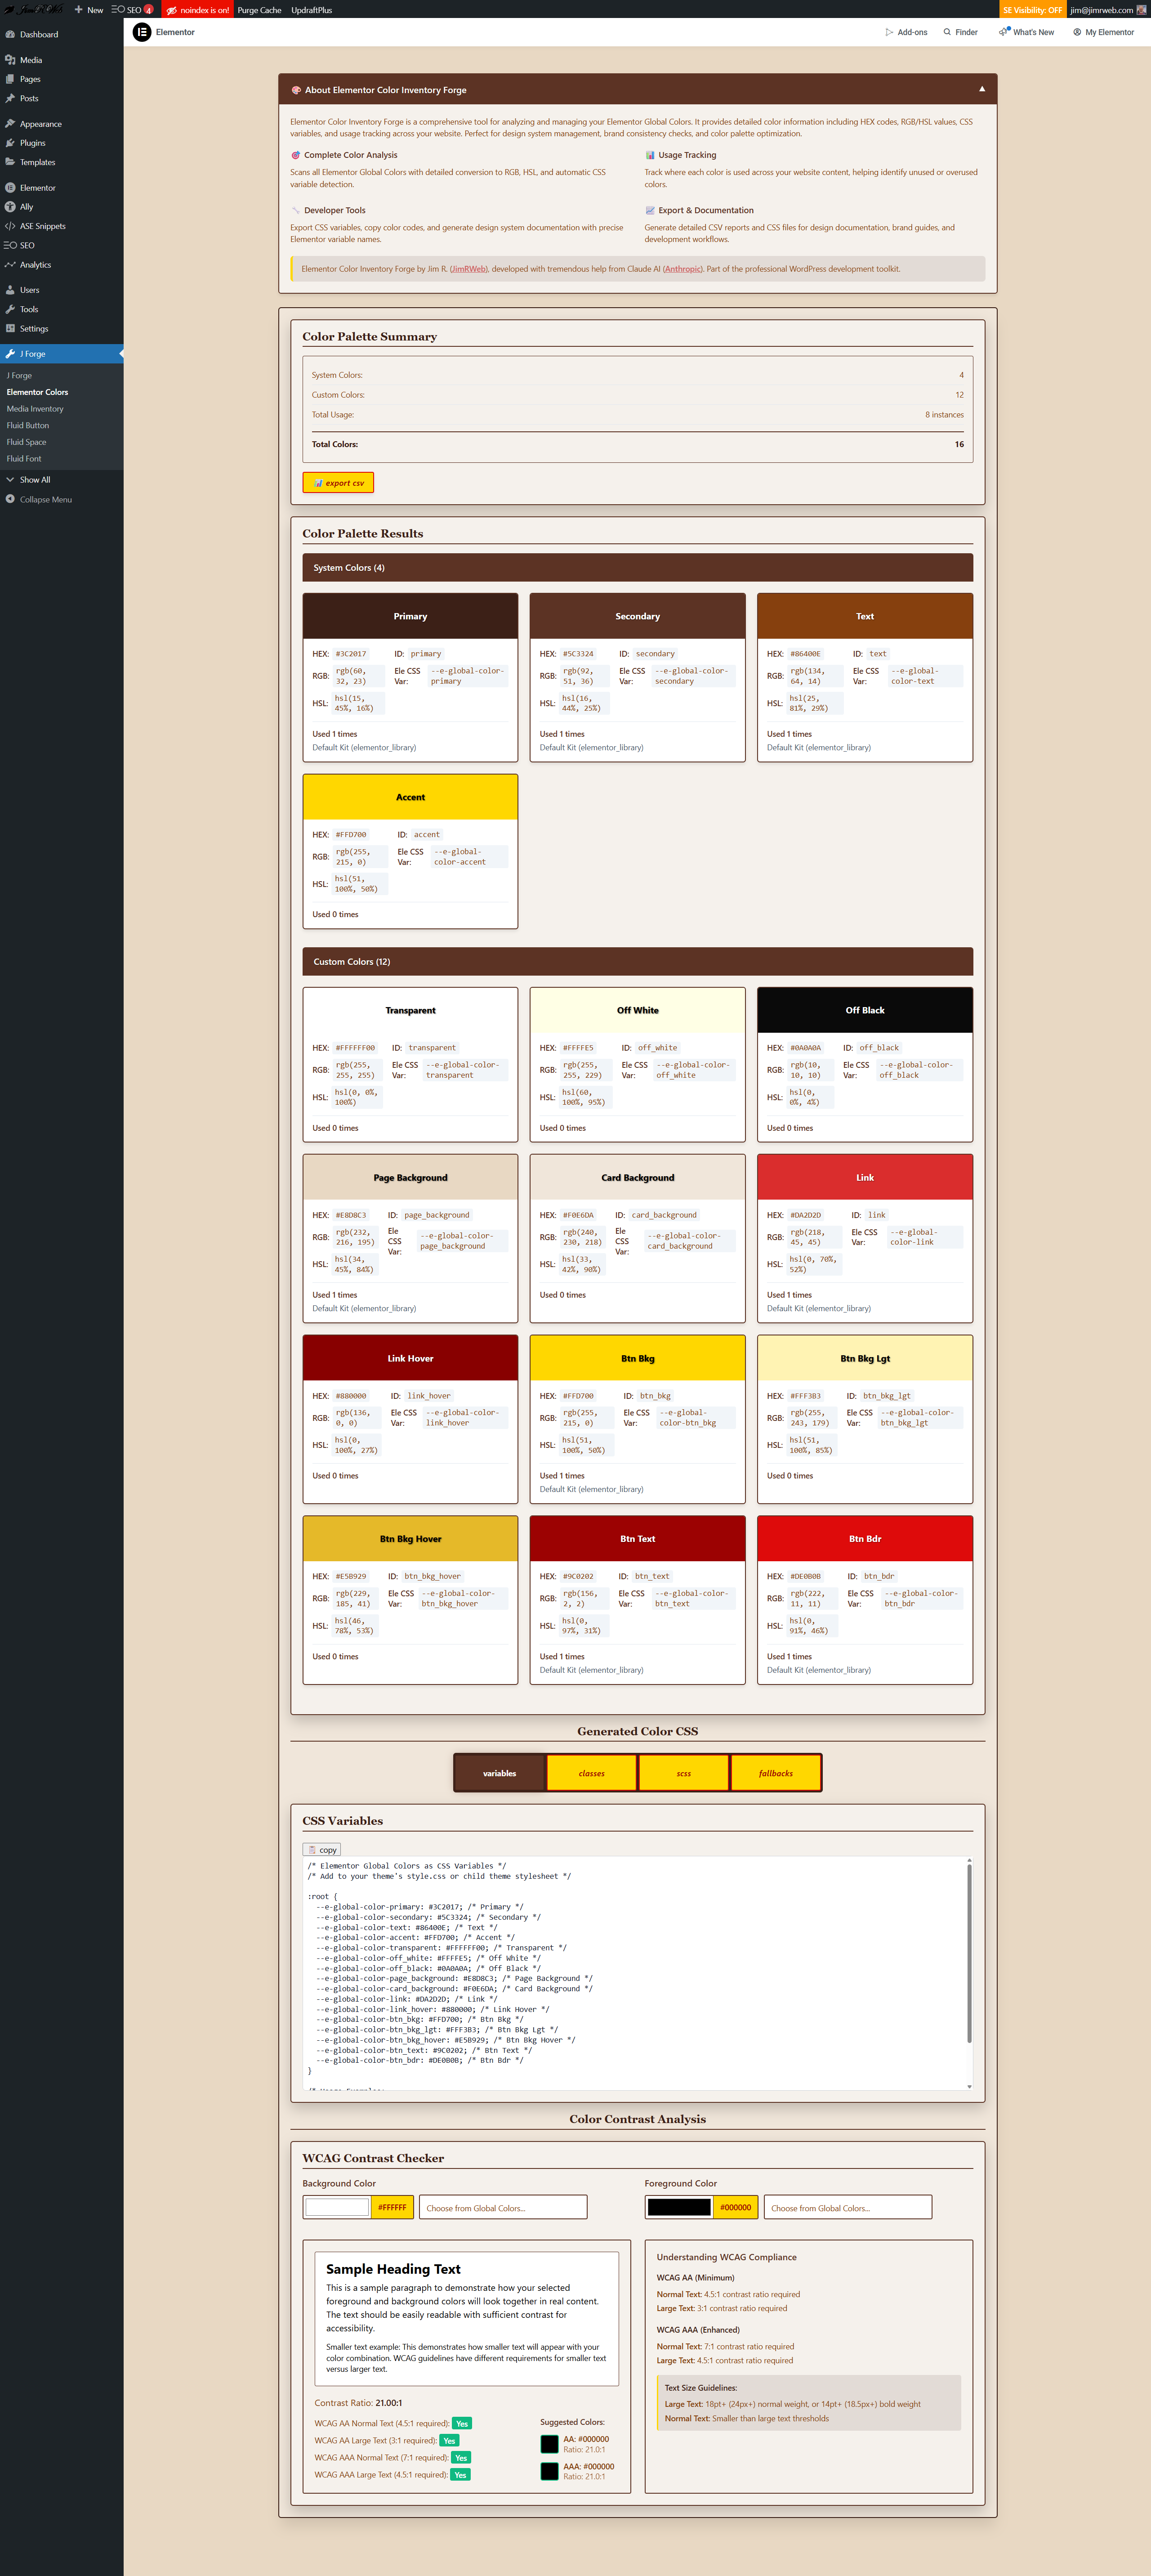 New
SEO 4
noindex is on!
Purge Cache
UpdraftPlus
SE Visibility: OFF
jim@jimrweb.com
Dashboard
Media
Pages
Posts
Appearance
Plugins
Templates
Elementor
Ally
ASE Snippets
SEO
Analytics
Users
Tools
Settings
J Forge
J Forge
Elementor Colors
Media Inventory
Fluid Button
Fluid Space
Fluid Font
Show All
Collapse Menu
Elementor
Add-ons
Finder
What's New
My Elementor
About Elementor Color Inventory Forge
Elementor Color Inventory Forge is a comprehensive tool for analyzing and managing your Elementor Global Colors. It provides detailed color information including HEX codes, RGB/HSL values, CSS
variables, and usage tracking across your website. Perfect for design system management, brand consistency checks, and color palette optimization.
Complete Color Analysis
Scans all Elementor Global Colors with detailed conversion to RGB, HSL, and automatic CSS
variable detection.
Usage Tracking
Track where each color is used across your website content, helping identify unused or overused
colors.
Developer Tools
Export CSS variables, copy color codes, and generate design system documentation with precise
Elementor variable names.
Export & Documentation
Generate detailed CSV reports and CSS files for design documentation, brand guides, and
development workflows.
Elementor Color Inventory Forge by Jim R. (JimRWeb), developed with tremendous help from Claude AI (Anthropic). Part of the professional WordPress development toolkit.
Color Palette Summary
System Colors: 4
Custom Colors: 12
Total Usage: 8 instances
Total Colors: 16
export csv
Color Palette Results
System Colors (4)
Primary
HEX: #3C2017 ID: primary
RGB: rgb(60, 32, 23) Ele CSS Var: --e-global-color-primary
HSL: hsl(15, 45%, 16%)
Used 1 times
Default Kit (elementor_library)
Secondary
HEX: #5C3324 ID: secondary
RGB: rgb(92, 51, 36) Ele CSS Var: --e-global-color-secondary
HSL: hsl(16, 44%, 25%)
Used 1 times
Default Kit (elementor_library)
Text
HEX: #86400E ID: text
RGB: rgb(134, 64, 14) Ele CSS Var: --e-global-color-text
HSL: hsl(25, 81%, 29%)
Used 1 times
Default Kit (elementor_library)
Accent
HEX: #FFD700 ID: accent
RGB: rgb(255, 215, 0) Ele CSS Var: --e-global-color-accent
HSL: hsl(51, 100%, 50%)
Used 0 times
Custom Colors (12)
Transparent
HEX: #FFFFFF00 ID: transparent
RGB: rgb(255, 255, 255) Ele CSS Var: --e-global-color-transparent
HSL: hsl(0, 0%, 100%)
Used 0 times
Off White
HEX: #FFFFE5 ID: off_white
RGB: rgb(255, 255, 229) Ele CSS Var: --e-global-color-off_white
HSL: hsl(60, 100%, 95%)
Used 0 times
Off Black
HEX: #0A0A0A ID: off_black
RGB: rgb(10, 10, 10) Ele CSS Var: --e-global-color-off_black
HSL: hsl(0, 0%, 4%)
Used 0 times
Page Background
HEX: #E8D8C3 ID: page_background
RGB: rgb(232, 216, 195) Ele CSS Var: --e-global-color-page_background
HSL: hsl(34, 45%, 84%)
Used 1 times
Default Kit (elementor_library)
Card Background
HEX: #F0E6DA ID: card_background
RGB: rgb(240, 230, 218) Ele CSS Var: --e-global-color-card_background
HSL: hsl(33, 42%, 90%)
Used 0 times
Link
HEX: #DA2D2D ID: link
RGB: rgb(218, 45, 45) Ele CSS Var: --e-global-color-link
HSL: hsl(0, 70%, 52%)
Used 1 times
Default Kit (elementor_library)
Link Hover
HEX: #880000 ID: link_hover
RGB: rgb(136, 0, 0) Ele CSS Var: --e-global-color-link_hover
HSL: hsl(0, 100%, 27%)
Used 0 times
Btn Bkg
HEX: #FFD700 ID: btn_bkg
RGB: rgb(255, 215, 0) Ele CSS Var: --e-global-color-btn_bkg
HSL: hsl(51, 100%, 50%)
Used 1 times
Default Kit (elementor_library)
Btn Bkg Lgt
HEX: #FFF3B3 ID: btn_bkg_lgt
RGB: rgb(255, 243, 179) Ele CSS Var: --e-global-color-btn_bkg_lgt
HSL: hsl(51, 100%, 85%)
Used 0 times
Btn Bkg Hover
HEX: #E5B929 ID: btn_bkg_hover
RGB: rgb(229, 185, 41) Ele CSS Var: --e-global-color-btn_bkg_hover
HSL: hsl(46, 78%, 53%)
Used 0 times
Btn Text
HEX: #9C0202 ID: btn_text
RGB: rgb(156, 2, 2) Ele CSS Var: --e-global-color-btn_text
HSL: hsl(0, 97%, 31%)
Used 1 times
Default Kit (elementor_library)
Btn Bdr
HEX: #DE0B0B ID: btn_bdr
RGB: rgb(222, 11, 11) Ele CSS Var: --e-global-color-btn_bdr
HSL: hsl(0, 91%, 46%)
Used 1 times
Default Kit (elementor_library)
Generated Color CSS
variables
classes
scss
fallbacks
CSS Variables
copy
/* Elementor Global Colors as CSS Variables */
/* Add to your theme's style.css or child theme stylesheet */
:root {
--e-global-color-primary: #3C2017; /* Primary */
--e-global-color-secondary: #5C3324; /* Secondary */
--e-global-color-text: #86400E; /* Text */
--e-global-color-accent: #FFD700; /* Accent */
--e-global-color-transparent: #FFFFFF00; /* Transparent */
--e-global-color-off_white: #FFFFE5; /* Off White */
--e-global-color-off_black: #0A0A0A; /* Off Black */
--e-global-color-page_background: #E8D8C3; /* Page Background */
--e-global-color-card_background: #F0E6DA; /* Card Background */
--e-global-color-link: #DA2D2D; /* Link */
--e-global-color-link_hover: #880000; /* Link Hover */
--e-global-color-btn_bkg: #FFD700; /* Btn Bkg */
--e-global-color-btn_bkg_lgt: #FFF3B3; /* Btn Bkg Lgt */
--e-global-color-btn_bkg_hover: #E5B929; /* Btn Bkg Hover */
--e-global-color-btn_text: #9C0202; /* Btn Text */
--e-global-color-btn_bdr: #DE0B0B; /* Btn Bdr */
}
Color Contrast Analysis
WCAG Contrast Checker
Background Color
#FFFFFF
Choose from Global Colors...
Foreground Color
#000000
Choose from Global Colors...
Sample Heading Text
This is a sample paragraph to demonstrate how your selected
foreground and background colors will look together in real content.
The text should be easily readable with sufficient contrast for
accessibility.
Smaller text example: This demonstrates how smaller text will appear with your
color combination. WCAG guidelines have different requirements for smaller text
versus larger text.
Contrast Ratio: 21.00:1
WCAG AA Normal Text (4.5:1 required): Yes
WCAG AA Large Text (3:1 required): Yes
WCAG AAA Normal Text (7:1 required): Yes
WCAG AAA Large Text (4.5:1 required): Yes
Suggested Colors:
AA: #000000
Ratio: 21.0:1
AAA: #000000
Ratio: 21.0:1
Understanding WCAG Compliance
WCAG AA (Minimum)
Normal Text: 4.5:1 contrast ratio required
Large Text: 3:1 contrast ratio required
WCAG AAA (Enhanced)
Normal Text: 7:1 contrast ratio required
Large Text: 4.5:1 contrast ratio required
Text Size Guidelines:
Large Text: 18pt+ (24px+) normal weight, or 14pt+ (18.5px+) bold weight
Normal Text: Smaller than large text thresholds